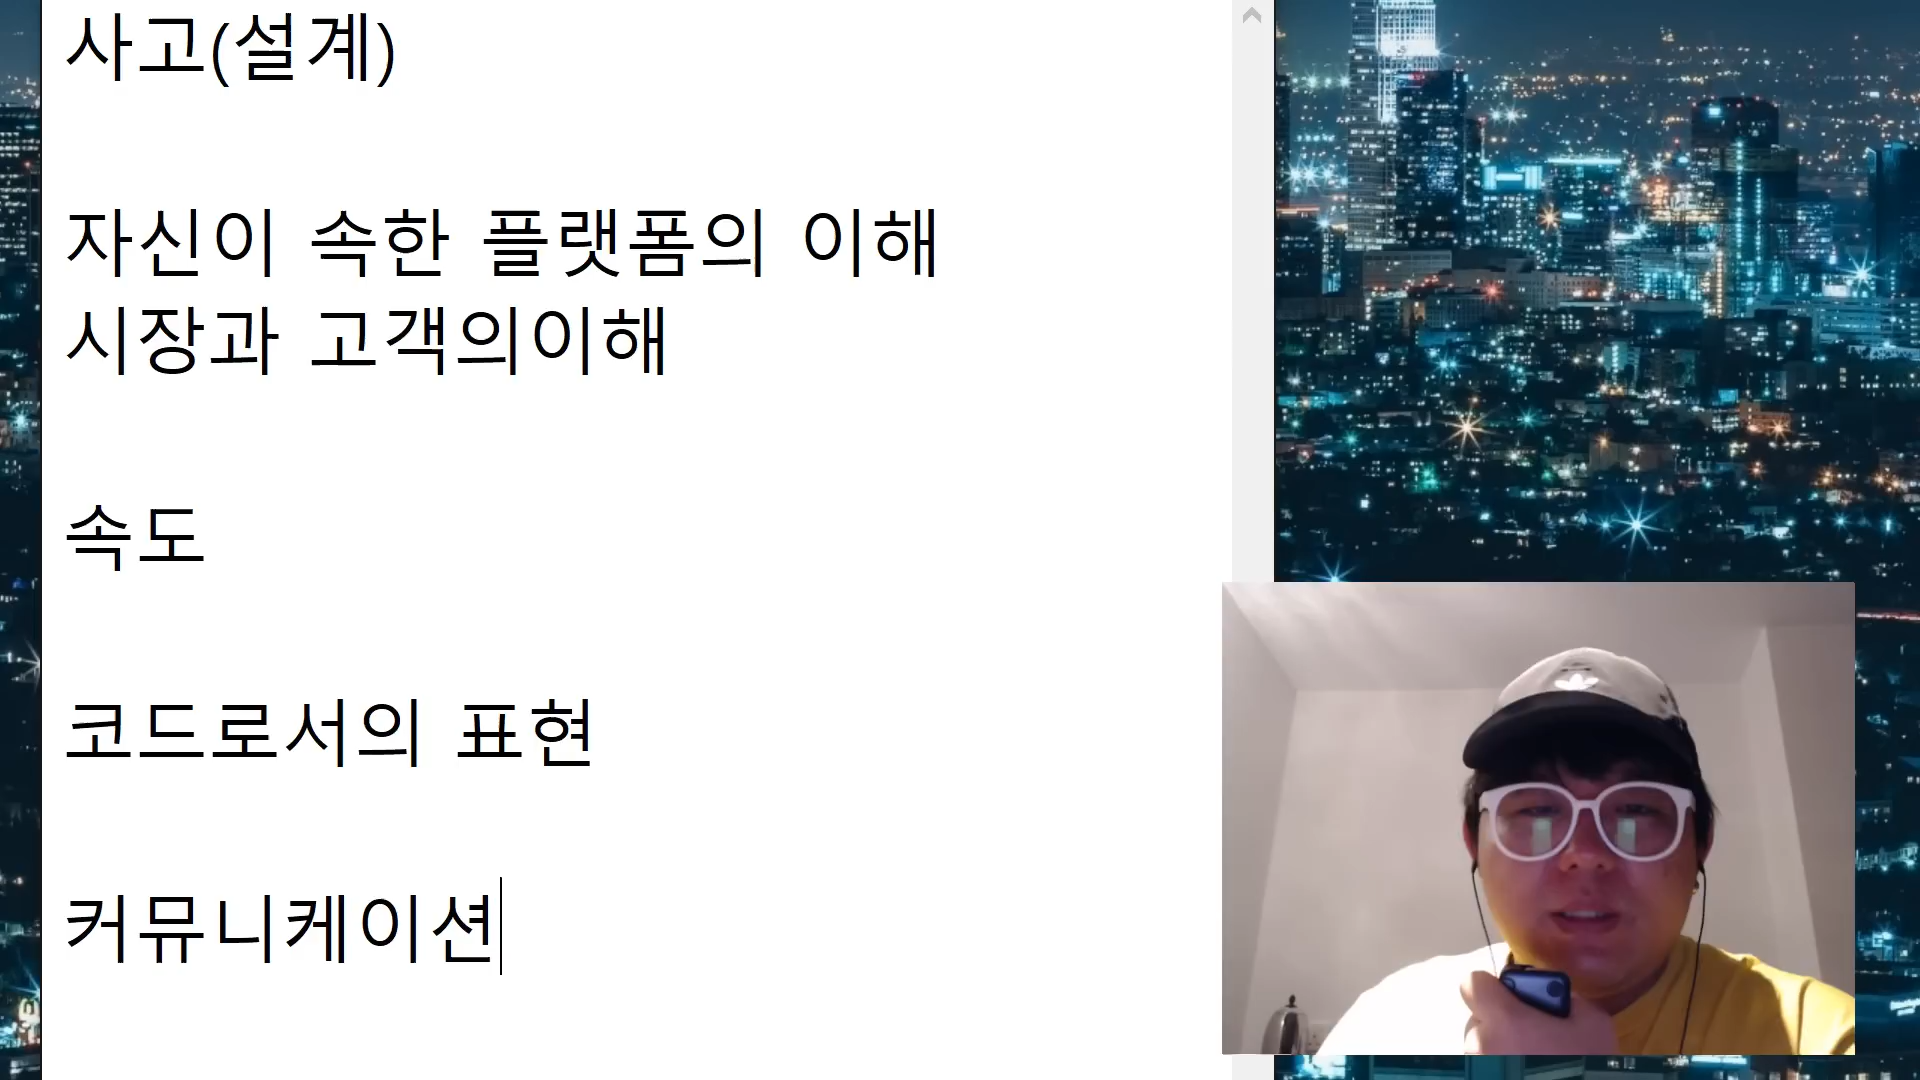 사고(설계)
자신이 속한 플랫폼의 이해
시장과 고객의이해
속도
코드로서의 표현
커뮤니케이션